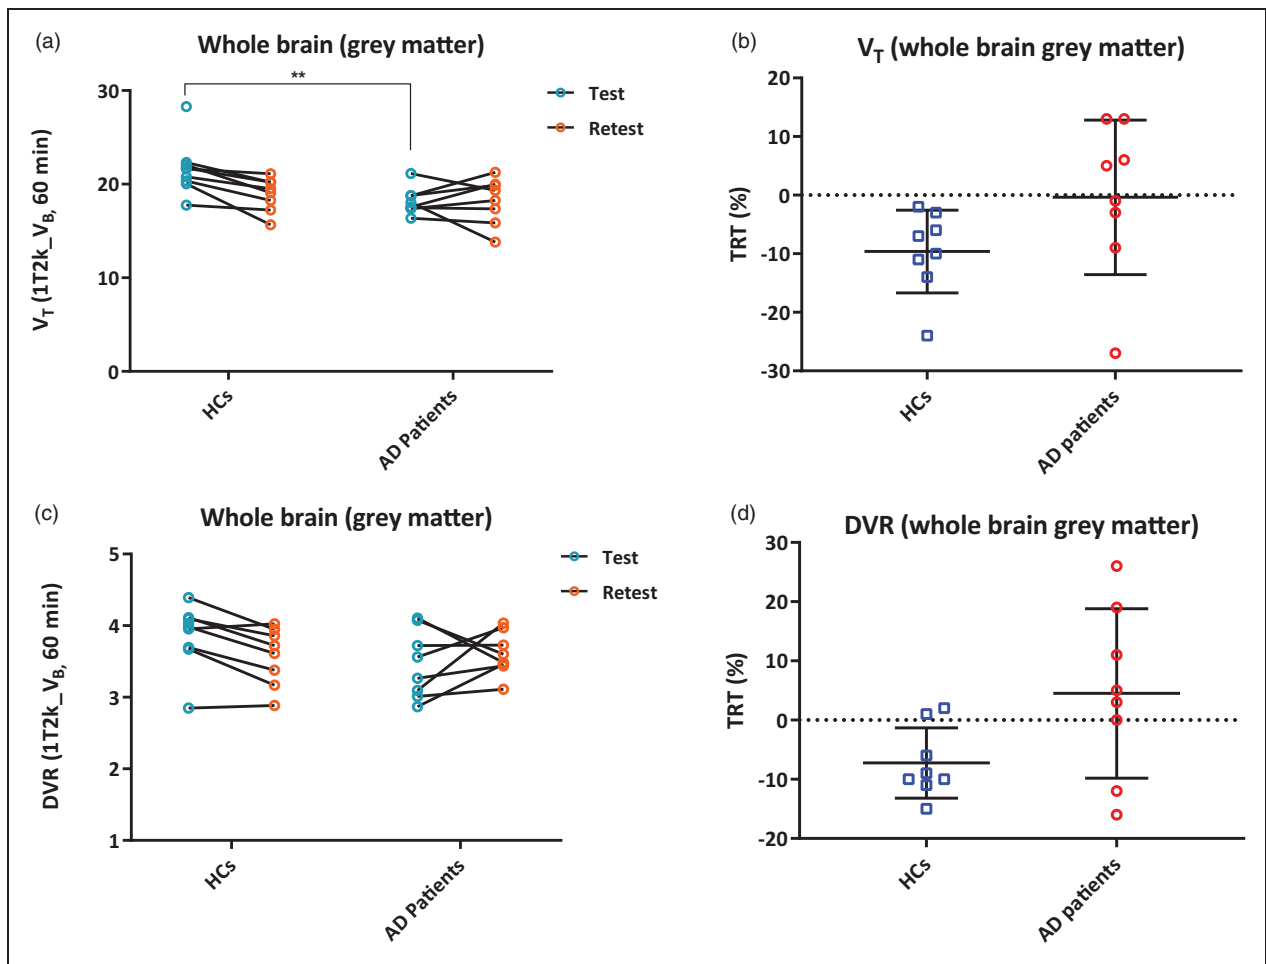 (a)
Whole brain (grey matter)
**
Test
Retest
30
20
10
0
V_T (1T2k_V_B, 60 min)
HCs
AD Patients
(b)
V_T (whole brain grey matter)
20
10
0
-10
-20
-30
TRT (%)
HCs
AD patients
(c)
Whole brain (grey matter)
Test
Retest
5
4
3
2
1
DVR (1T2k_V_B, 60 min)
HCs
AD Patients
(d)
DVR (whole brain grey matter)
30
20
10
0
-10
-20
TRT (%)
HCs
AD patients